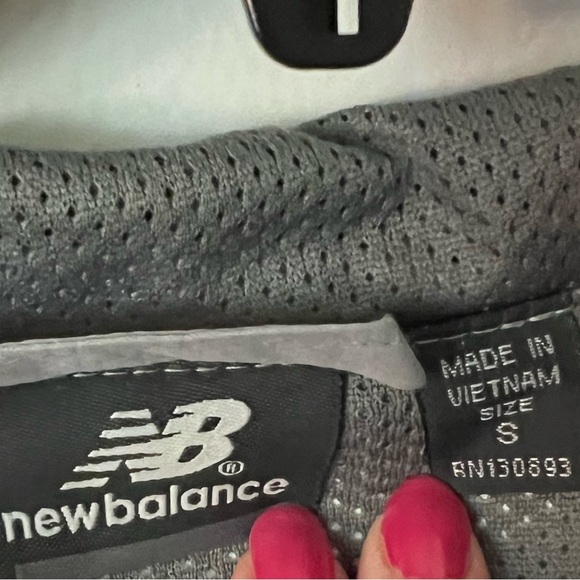 MADE IN
VIETNAM
SIZE
S
RN130893
NB®
newbalance